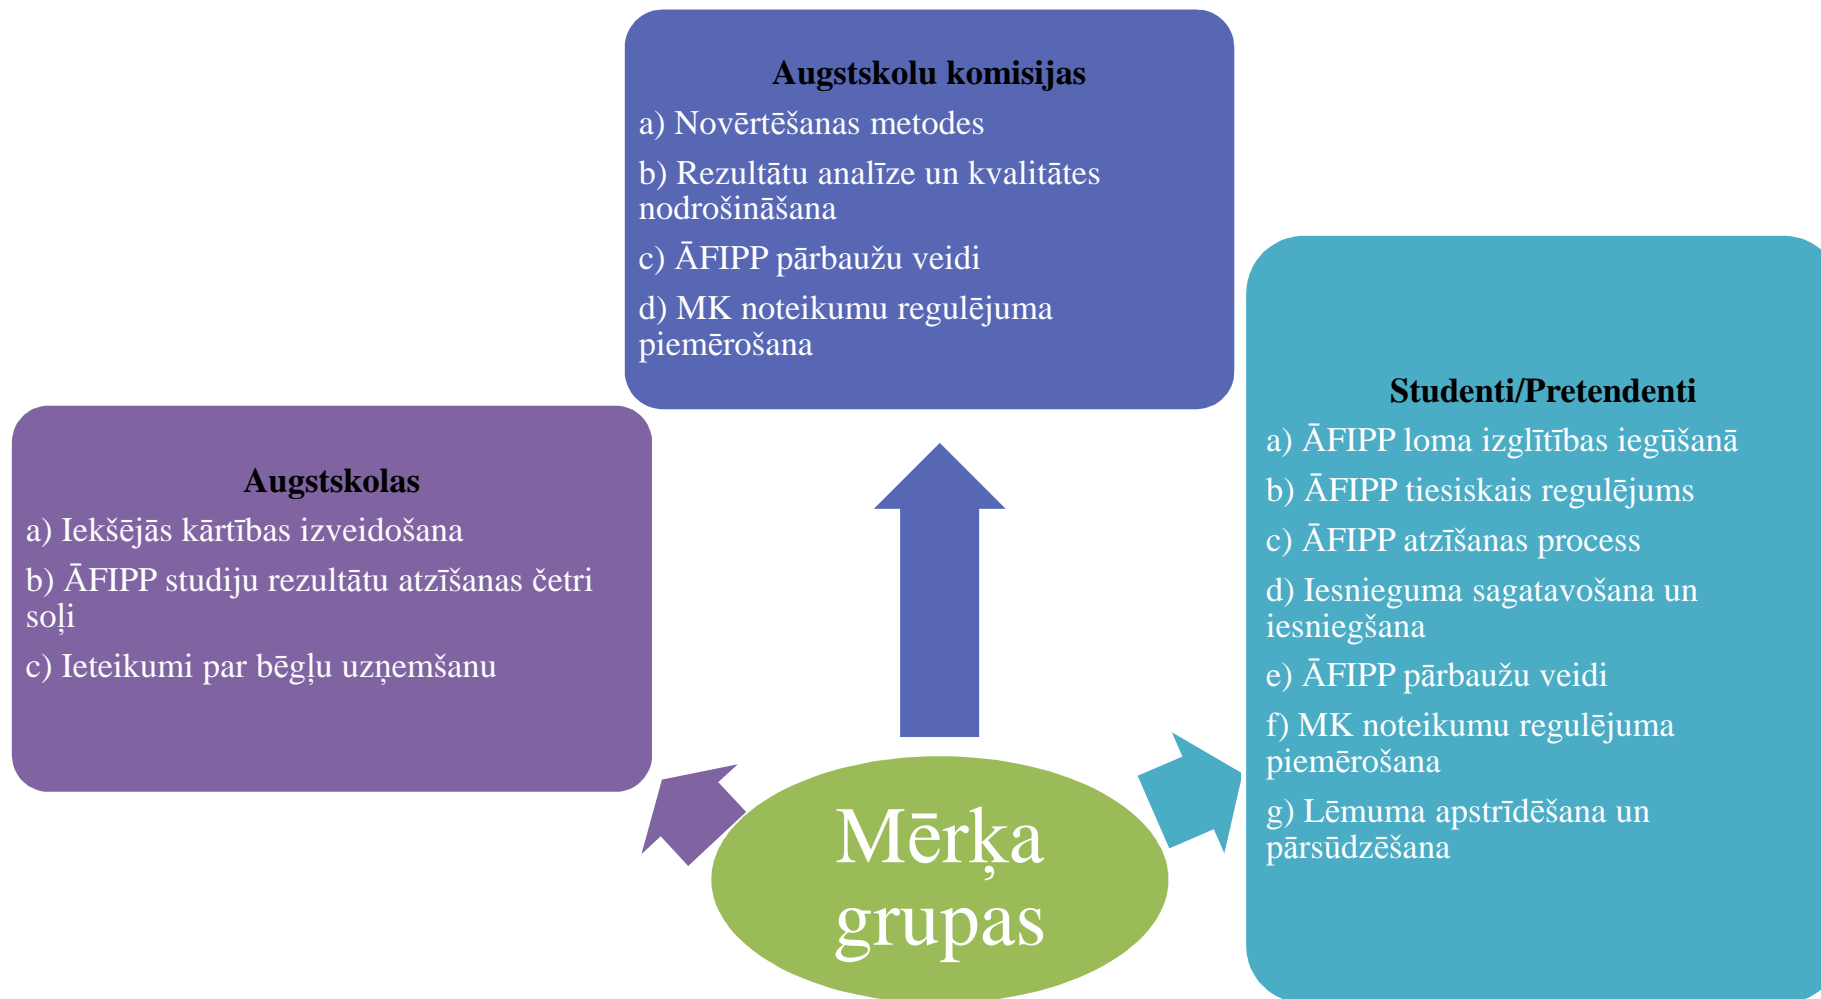 Augstskolu komisijas
a) Novērtēšanas metodes
b) Rezultātu analīze un kvalitātes
nodrošināšana
c) ĀFIPP pārbaužu veidi
d) MK noteikumu regulējuma
piemērošana
Augstskolas
a) Iekšējās kārtības izveidošana
b) ĀFIPP studiju rezultātu atzīšanas četri
soļi
c) Ieteikumi par bēgļu uzņemšanu
Studenti/Pretendenti
a) ĀFIPP loma izglītības iegūšanā
b) ĀFIPP tiesiskais regulējums
c) ĀFIPP atzīšanas process
d) Iesnieguma sagatavošana un
iesniegšana
e) ĀFIPP pārbaužu veidi
f) MK noteikumu regulējuma
piemērošana
g) Lēmuma apstrīdēšana un
pārsūdzēšana
Mērķa
grupas